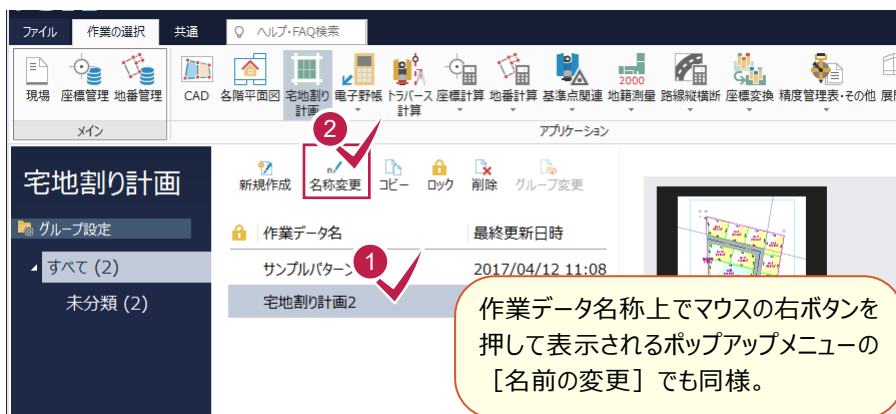 ファイル 作業の選択 共通 ヘルプ・FAQ検索
現場 座標管理 地番管理 CAD 各階平面図 宅地割り計画 電子野帳 トラバース計算 座標計算 地番計算 基準点関連 地籍測量 路線縦横断 座標変換 精度管理表・その他
2000
メイン アプリケーション
2
宅地割り計画
新規作成 名称変更 コピー ロック 削除 グループ変更
グループ設定
作業データ名 最終更新日時
すべて (2)
サンプルパターン 2017/04/12 11:08
1
未分類 (2)
宅地割り計画2
作業データ名称上でマウスの右ボタンを
押して表示されるポップアップメニューの
［名前の変更］でも同様。